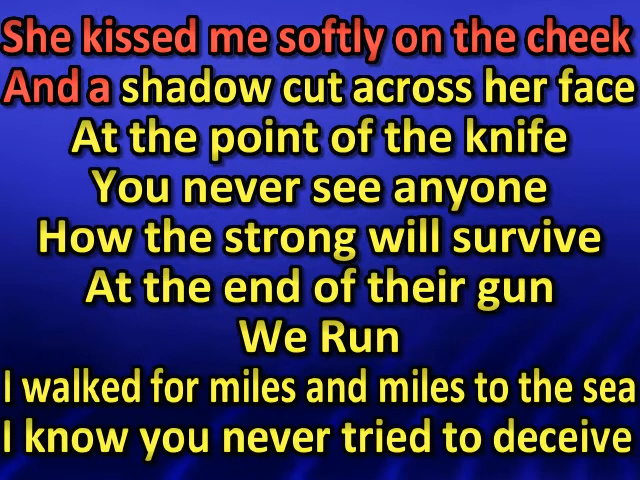 She kissed me softly on the cheek
And a shadow cut across her face
At the point of the knife
You never see anyone
How the strong will survive
At the end of their gun
We Run
I walked for miles and miles to the sea
I know you never tried to deceive